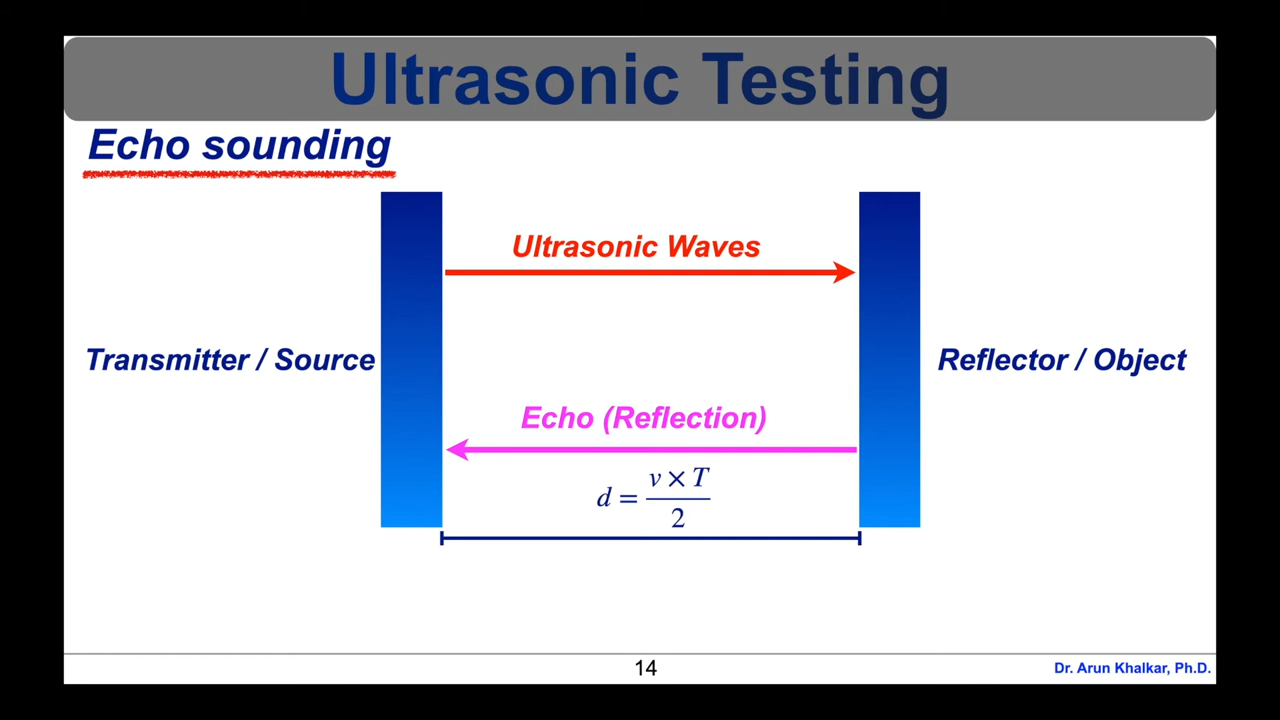 Ultrasonic Testing
Echo sounding
Ultrasonic Waves
Transmitter / Source
Reflector / Object
Echo (Reflection)
d = v × T / 2
14
Dr. Arun Khalkar, Ph.D.